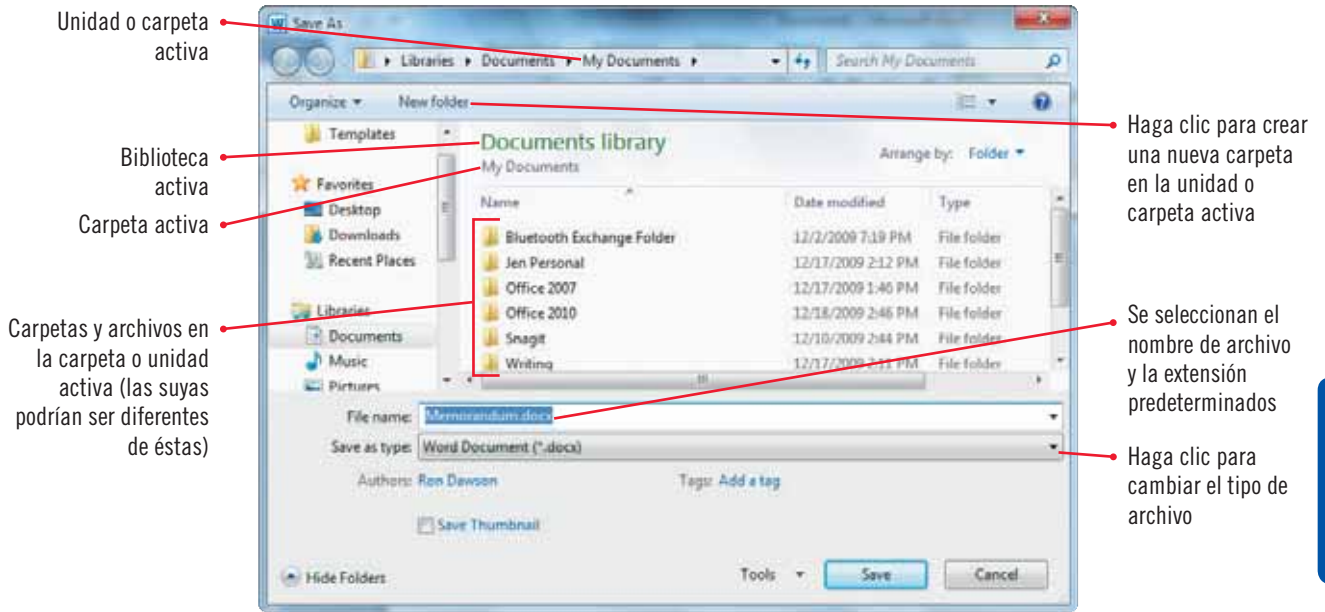 Unidad o carpeta
activa
Biblioteca
activa
Carpeta activa
Carpetas y archivos en
la carpeta o unidad
activa (las suyas
podrían ser diferentes
de éstas)
Save As
Libraries Documents My Documents
Search My Documents
Organize New folder
Templates
Favorites
Desktop
Downloads
Recent Places
Libraries
Documents
Music
Pictures
Documents library
My Documents
Arrange by: Folder
Name Date modified Type
Bluetooth Exchange Folder 12/2/2009 7:19 PM File folder
Jen Personal 12/17/2009 2:12 PM File folder
Office 2007 12/17/2009 1:46 PM File folder
Office 2010 12/18/2009 2:46 PM File folder
Snagit 12/10/2009 2:44 PM File folder
Writing 12/17/2009 2:11 PM File folder
File name: Memorandum.docx
Save as type: Word Document (*.docx)
Authors: Ron Dawson Tags: Add a tag
Save Thumbnail
Hide Folders Tools Save Cancel
Haga clic para crear
una nueva carpeta
en la unidad o
carpeta activa
Se seleccionan el
nombre de archivo
y la extensión
predeterminados
Haga clic para
cambiar el tipo de
archivo